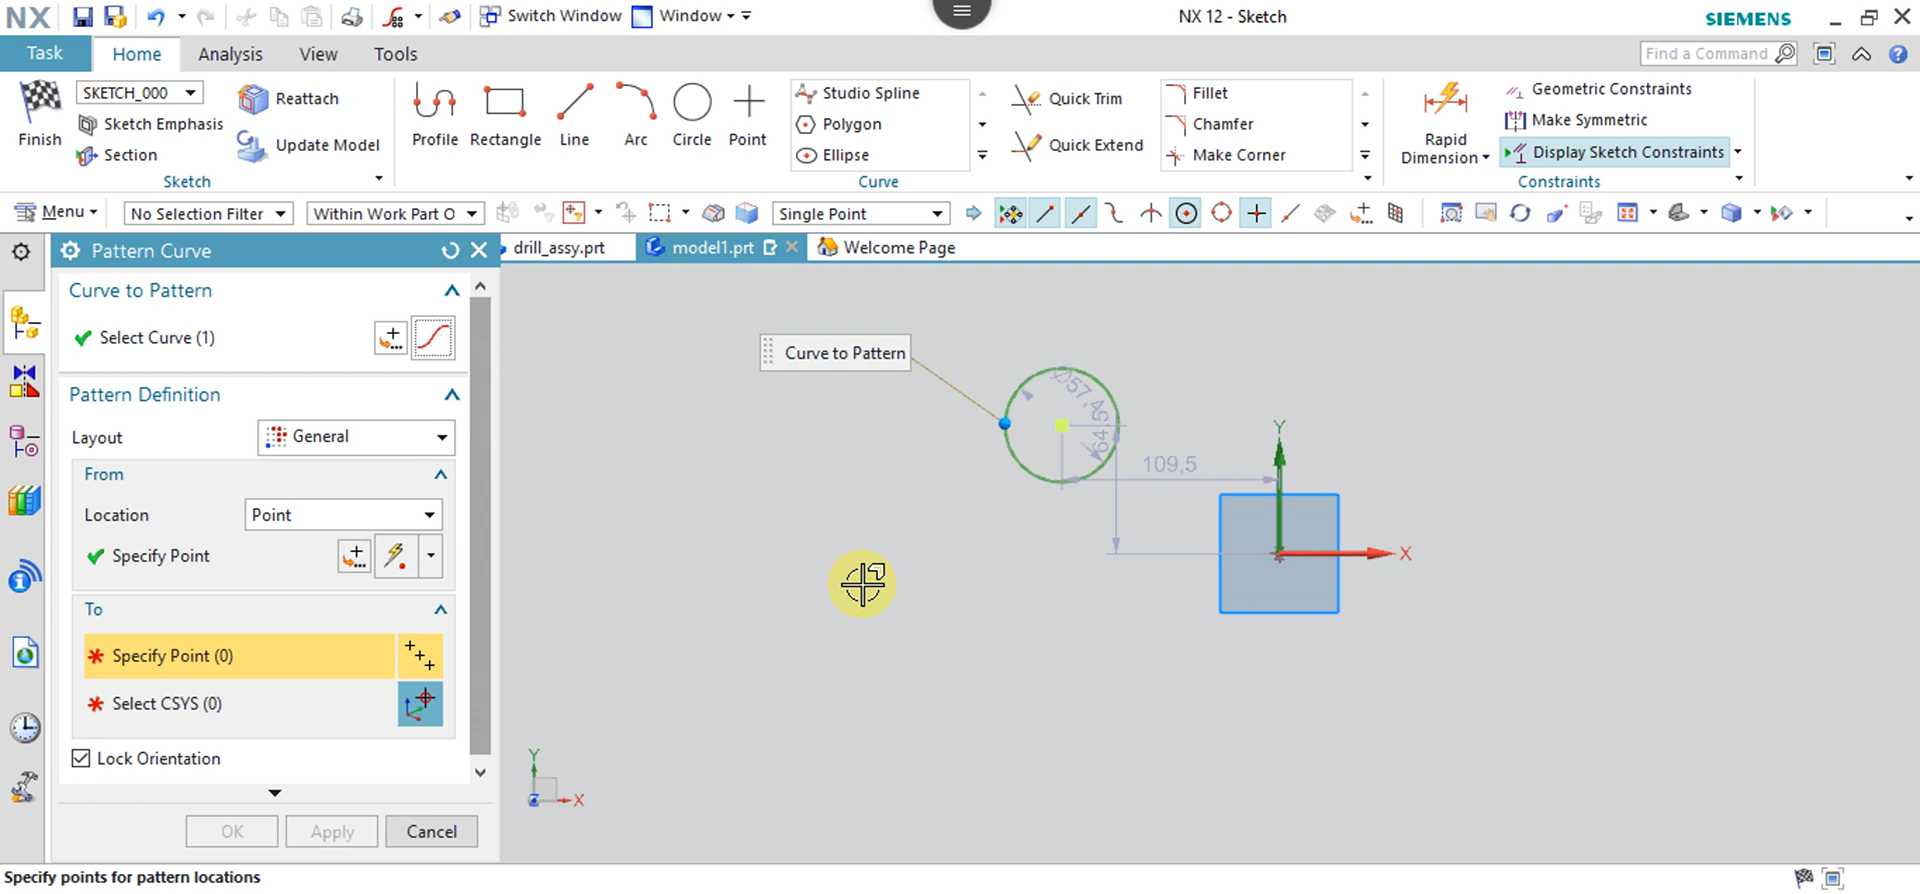 NX
Switch Window
Window
NX 12 - Sketch
SIEMENS
Task
Home
Analysis
View
Tools
Find a Command
Finish
SKETCH_000
Sketch Emphasis
Section
Reattach
Update Model
Sketch
Profile
Rectangle
Line
Arc
Circle
Point
Studio Spline
Polygon
Ellipse
Quick Trim
Quick Extend
Fillet
Chamfer
Make Corner
Curve
Rapid
Dimension
Geometric Constraints
Make Symmetric
Display Sketch Constraints
Constraints
Menu
No Selection Filter
Within Work Part O
Single Point
Pattern Curve
drill_assy.prt
model1.prt
Welcome Page
Curve to Pattern
Select Curve (1)
Pattern Definition
Layout
General
From
Location
Point
Specify Point
To
Specify Point (0)
Select CSYS (0)
Lock Orientation
OK
Apply
Cancel
Curve to Pattern
109,5
Y
X
Y
Z
X
Specify points for pattern locations